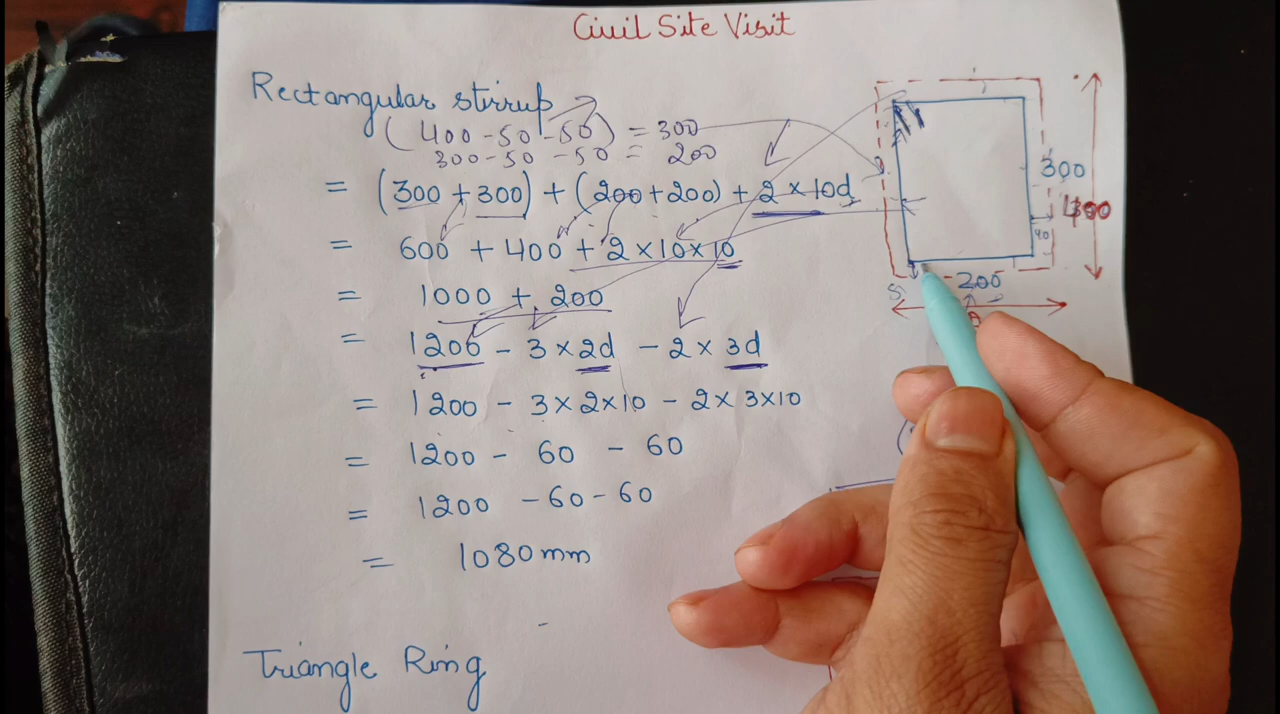 Civil Site Visit
Rectangular stirrup
(400 - 50 - 50) = 300
300 - 50 - 50 = 200
= (300 + 300) + (200 + 200) + 2 × 10d
= 600 + 400 + 2 × 10 × 10
= 1000 + 200
= 1200 - 3 × 2d - 2 × 3d
= 1200 - 3 × 2 × 10 - 2 × 3 × 10
= 1200 - 60 - 60
= 1200 - 60 - 60
= 1080 mm
Triangle Ring
300
40
200